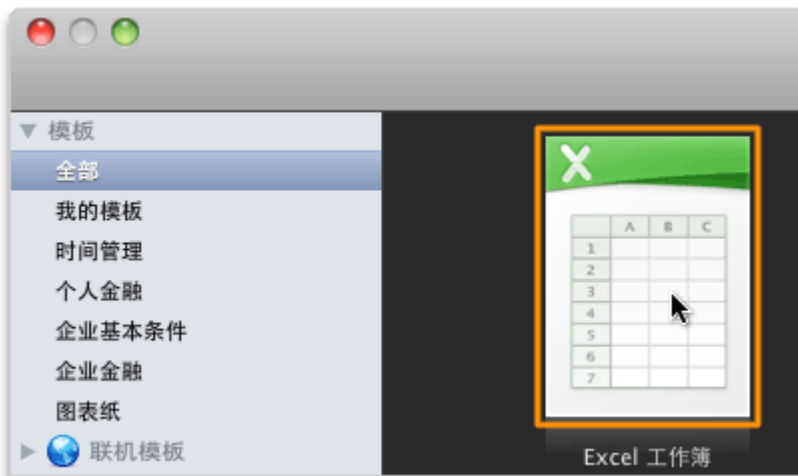 模板
全部
我的模板
时间管理
个人金融
企业基本条件
企业金融
图表纸
联机模板
X
A B C
1
2
3
4
5
6
7
Excel 工作簿